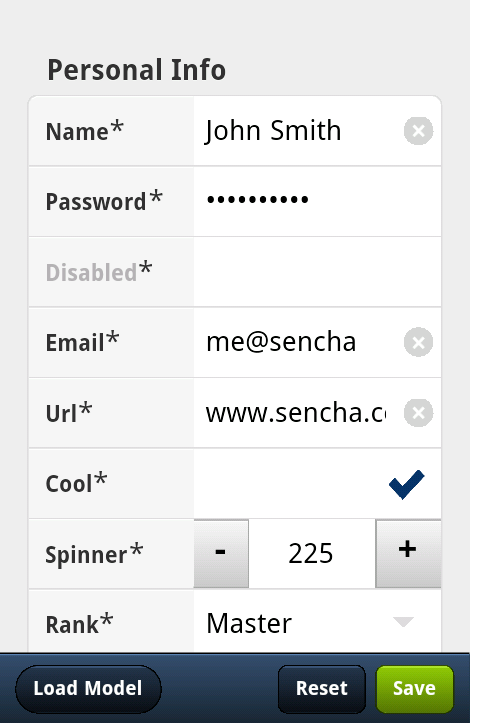 Personal Info
Name* John Smith
Password* ••••••••••
Disabled*
Email* me@sencha
Url* www.sencha.c
Cool*
Spinner* - 225 +
Rank* Master
Load Model Reset Save